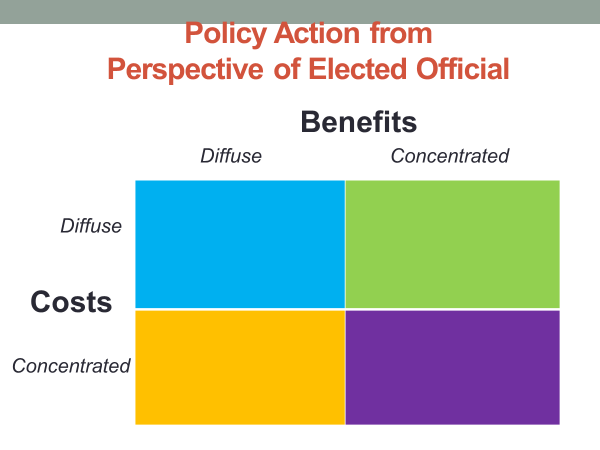 Policy Action from
Perspective of Elected Official
Benefits
Diffuse Concentrated
Diffuse
Costs
Concentrated